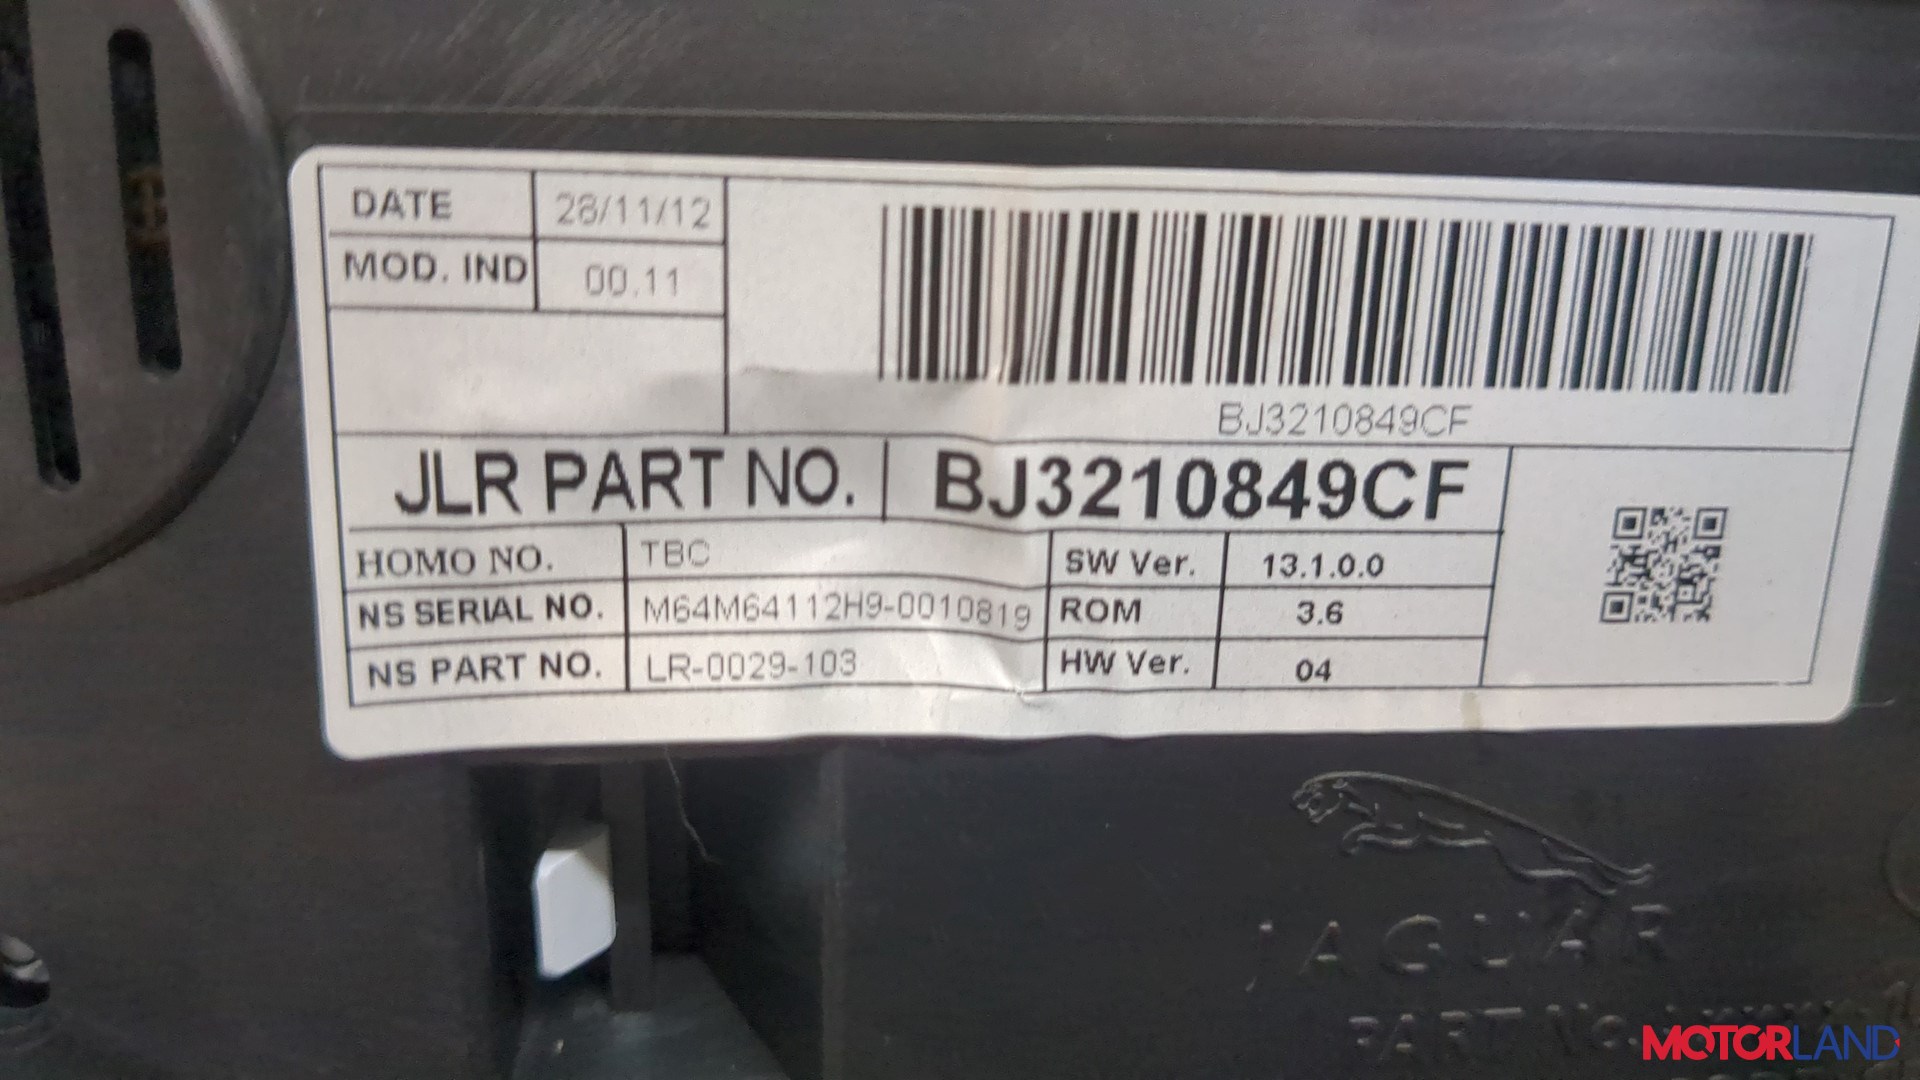 DATE 28/11/12
MOD. IND 00.11
BJ3210849CF
JLR PART NO. BJ3210849CF
HOMO NO. TBC SW Ver. 13.1.0.0
NS SERIAL NO. M64M64112H9-0010819 ROM 3.6
NS PART NO. LR-0029-103 HW Ver. 04
JAGUAR
PART No.
MOTORLAND